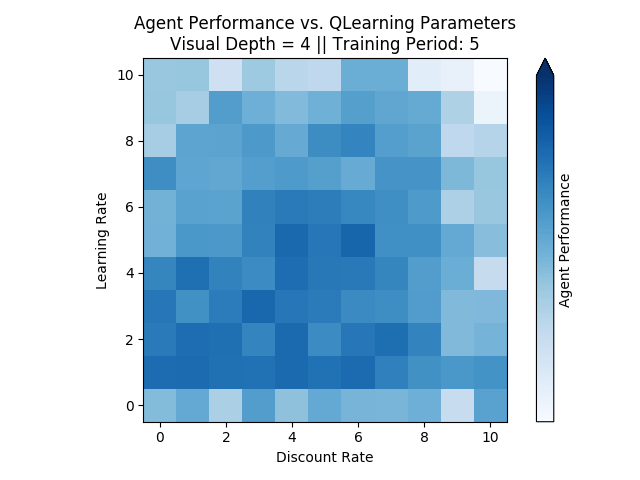 Agent Performance vs. QLearning Parameters
Visual Depth = 4 || Training Period: 5
10
8
6
4
2
0
Learning Rate
0 2 4 6 8 10
Discount Rate
Agent Performance